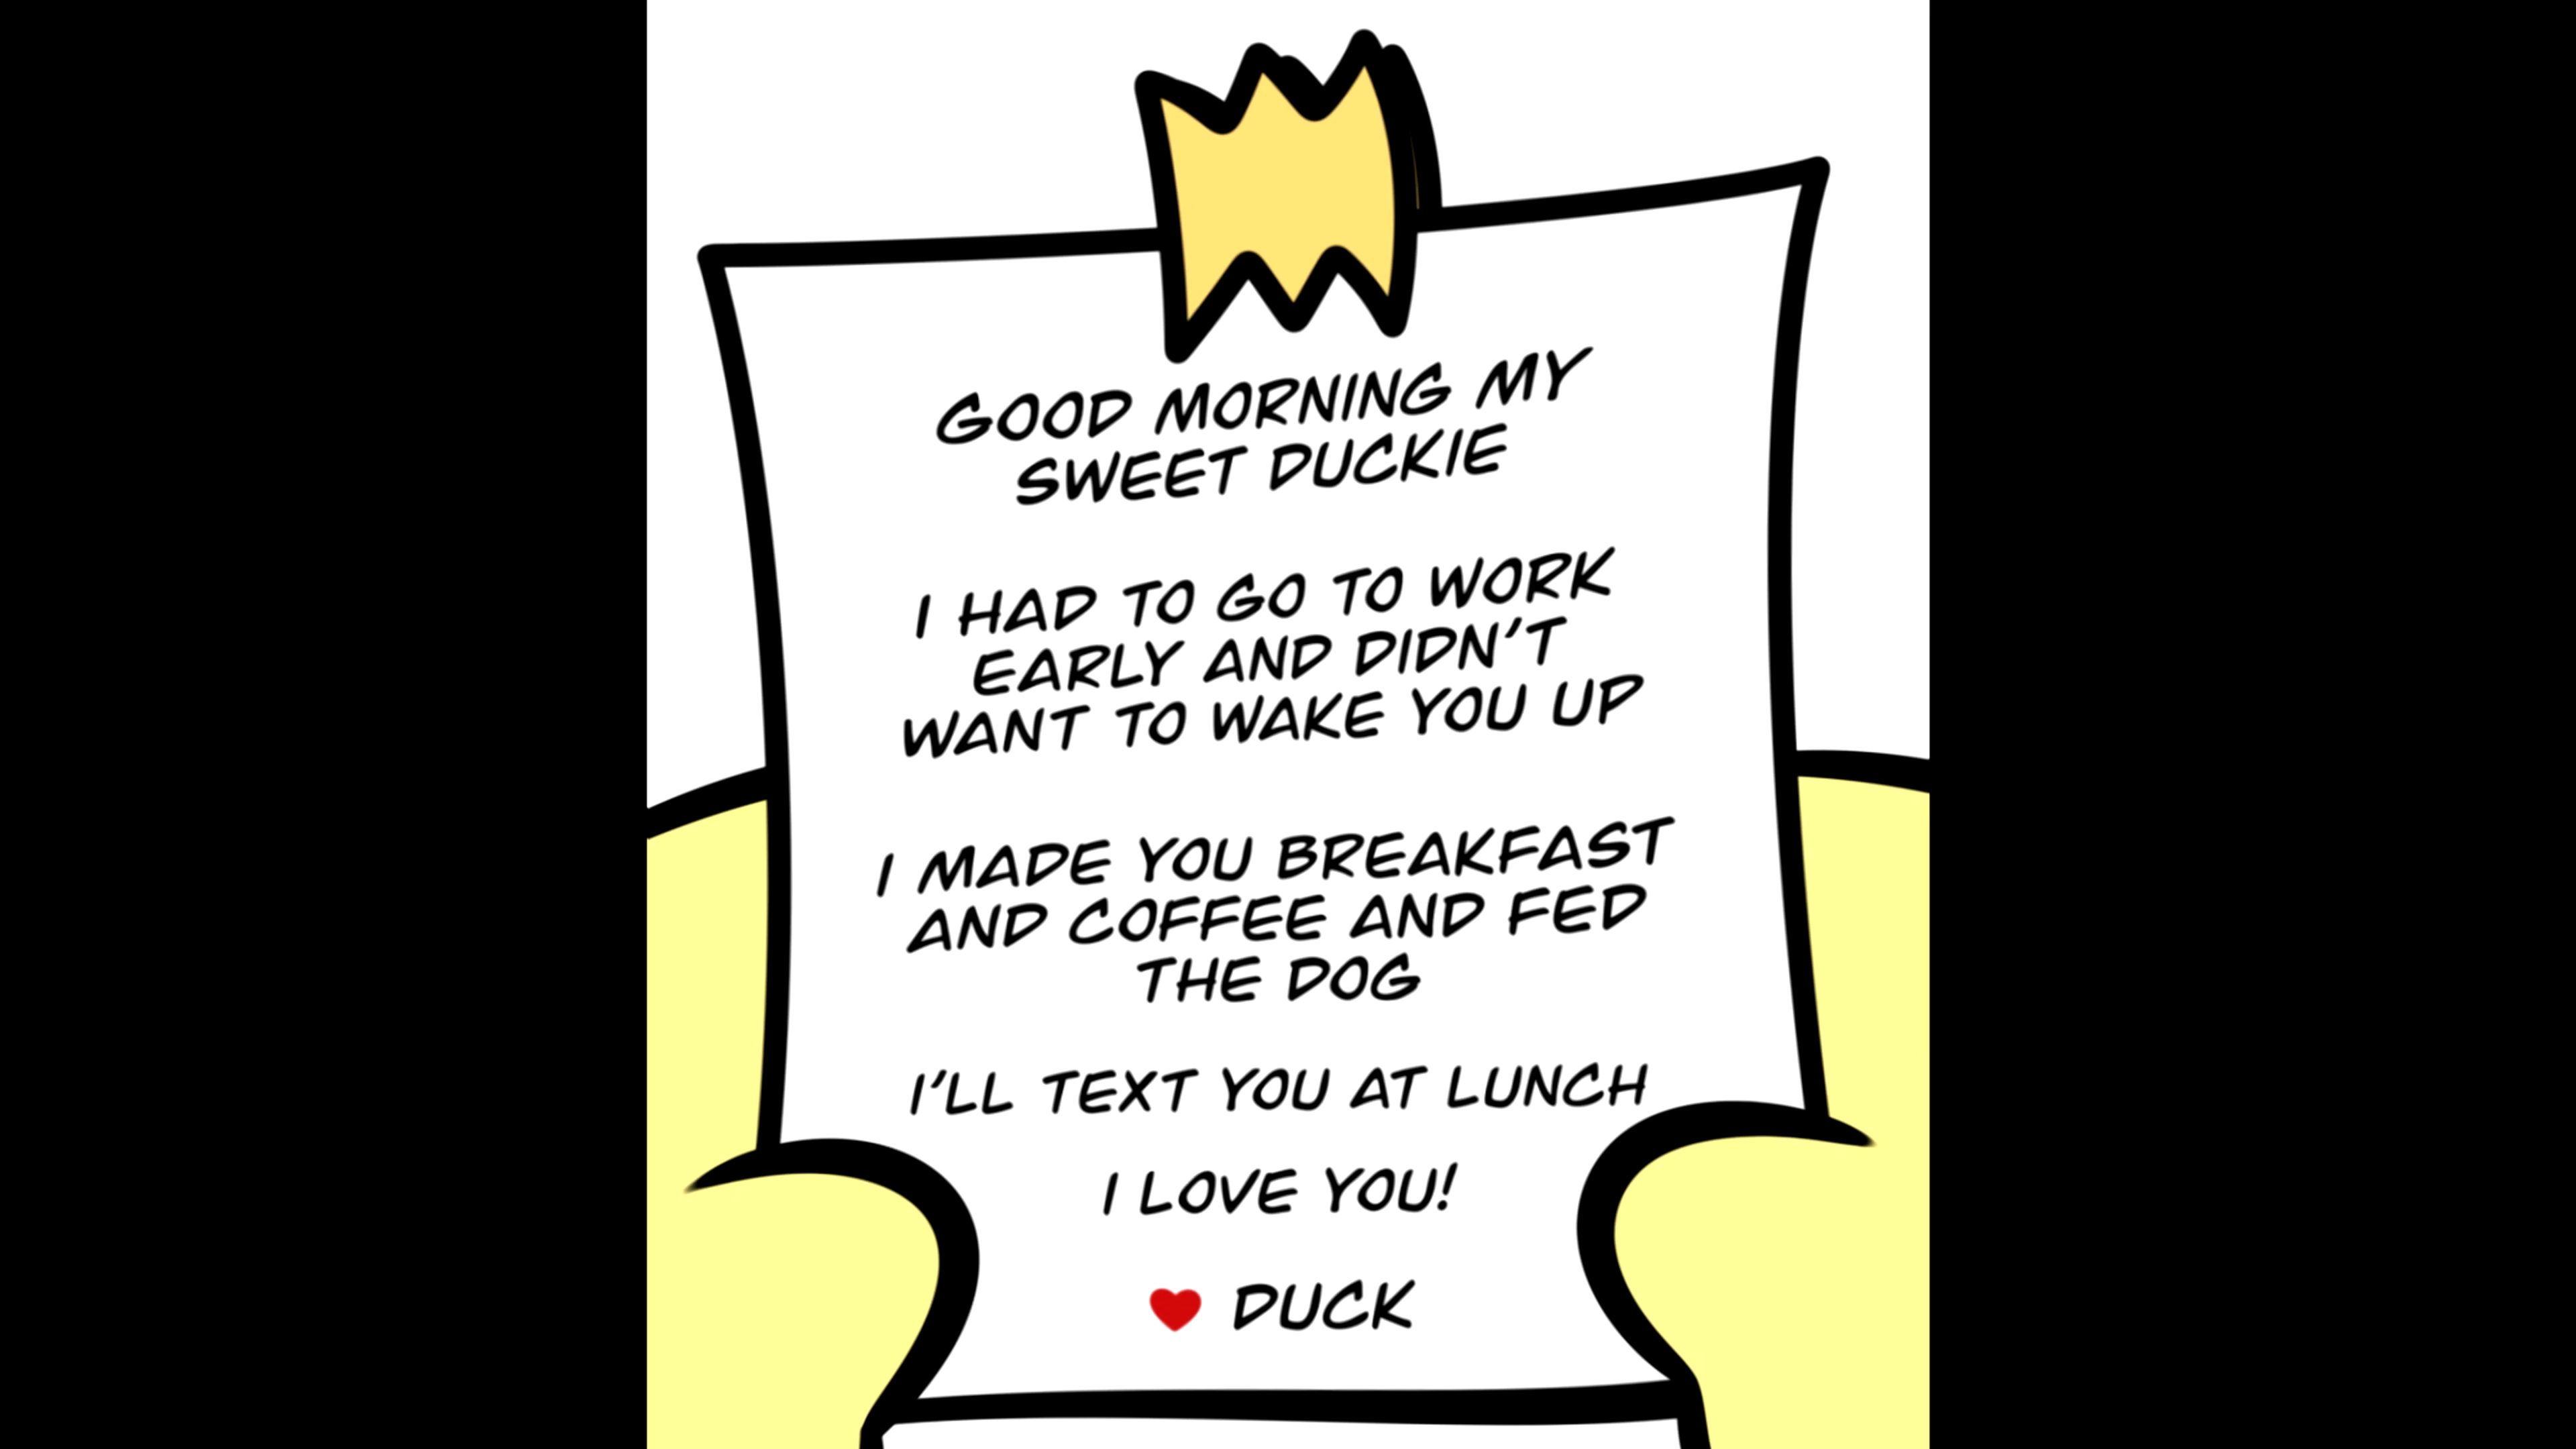 GOOD MORNING MY
SWEET DUCKIE
I HAD TO GO TO WORK
EARLY AND DIDN'T
WANT TO WAKE YOU UP
I MADE YOU BREAKFAST
AND COFFEE AND FED
THE DOG
I'LL TEXT YOU AT LUNCH
I LOVE YOU!
❤ DUCK